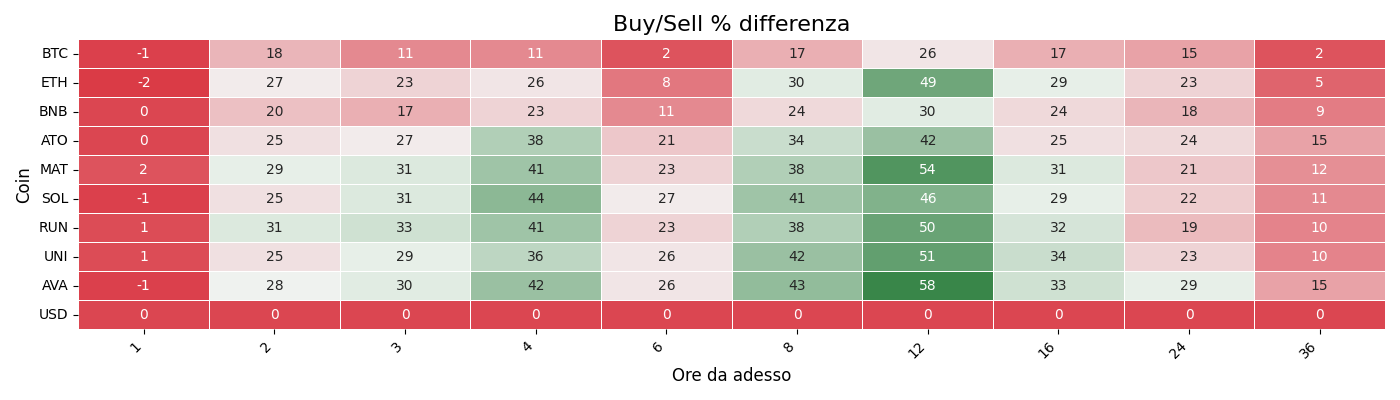 Buy/Sell % differenza
Coin
BTC -1 18 11 11 2 17 26 17 15 2
ETH -2 27 23 26 8 30 49 29 23 5
BNB 0 20 17 23 11 24 30 24 18 9
ATO 0 25 27 38 21 34 42 25 24 15
MAT 2 29 31 41 23 38 54 31 21 12
SOL -1 25 31 44 27 41 46 29 22 11
RUN 1 31 33 41 23 38 50 32 19 10
UNI 1 25 29 36 26 42 51 34 23 10
AVA -1 28 30 42 26 43 58 33 29 15
USD 0 0 0 0 0 0 0 0 0 0
1 2 3 4 6 8 12 16 24 36
Ore da adesso